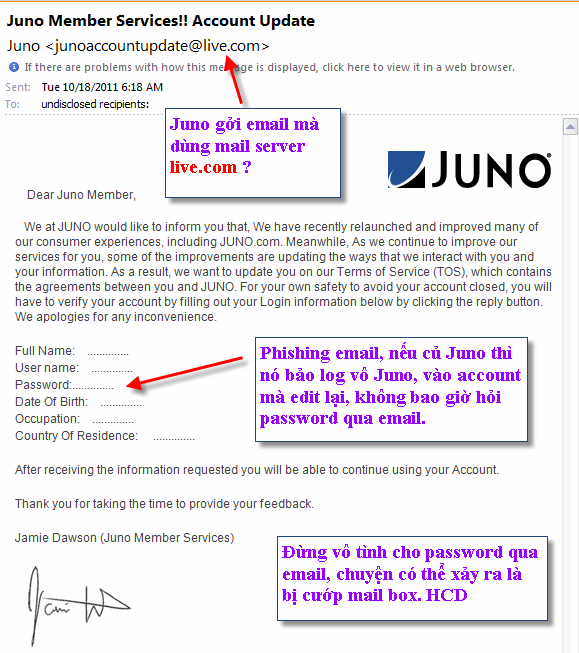 Juno Member Services!! Account Update
Juno <junoaccountupdate@live.com>
If there are problems with how this message is displayed, click here to view it in a web browser.
Sent: Tue 10/18/2011 6:18 AM
To: undisclosed recipients:
Juno gởi email mà
dùng mail server
live.com ?
JUNO
Dear Juno Member,
We at JUNO would like to inform you that, We have recently relaunched and improved many of
our consumer experiences, including JUNO.com. Meanwhile, As we continue to improve our
services for you, some of the improvements are updating the ways that we interact with you and
your information. As a result, we want to update you on our Terms of Service (TOS), which contains
the agreements between you and JUNO. For your own safety to avoid your account closed, you will
have to verify your account by filling out your Login information below by clicking the reply button.
We apologies for any inconvenience.
Full Name: ..............
User name: ..............
Password:..............
Date Of Birth: ..............
Occupation: ..............
Country Of Residence: ..............
Phishing email, nếu củ Juno thì
nó bảo log vô Juno, vào account
mà edit lại, không bao giờ hỏi
password qua email.
After receiving the information requested you will be able to continue using your Account.
Thank you for taking the time to provide your feedback.
Jamie Dawson (Juno Member Services)
Đừng vô tình cho password qua
email, chuyện có thể xảy ra là
bị cướp mail box. HCD